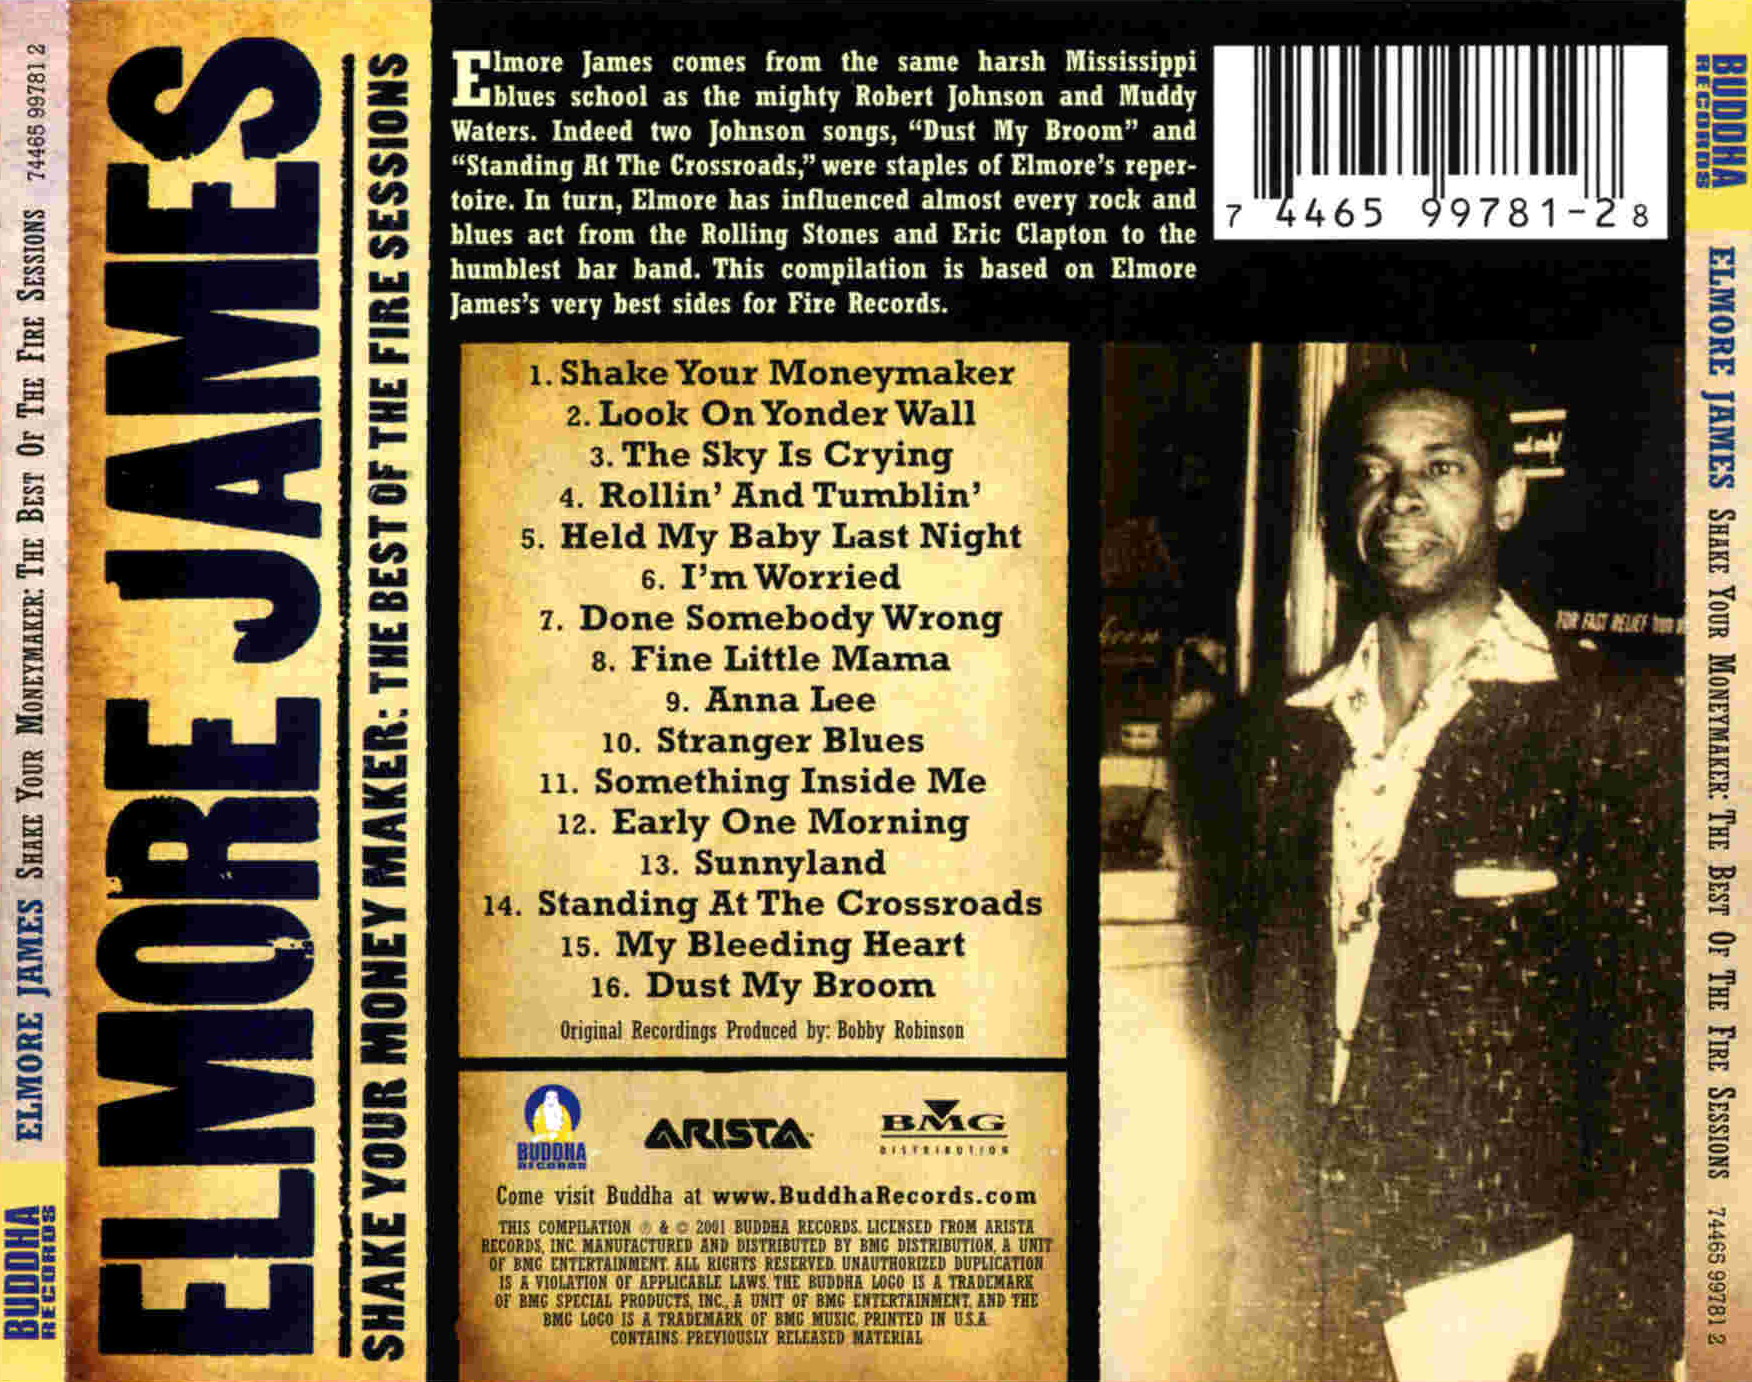 ELMORE JAMES SHAKE YOUR MONEYMAKER: THE BEST OF THE FIRE SESSIONS 74465 99781 2
BUDDHA
RECORDS
ELMORE JAMES
SHAKE YOUR MONEY MAKER: THE BEST OF THE FIRE SESSIONS
Elmore James comes from the same harsh Mississippi
blues school as the mighty Robert Johnson and Muddy
Waters. Indeed two Johnson songs, “Dust My Broom” and
“Standing At The Crossroads,” were staples of Elmore’s reper-
toire. In turn, Elmore has influenced almost every rock and
blues act from the Rolling Stones and Eric Clapton to the
humblest bar band. This compilation is based on Elmore
James’s very best sides for Fire Records.
7 4465 99781-2 8
1. Shake Your Moneymaker
2. Look On Yonder Wall
3. The Sky Is Crying
4. Rollin’ And Tumblin’
5. Held My Baby Last Night
6. I’m Worried
7. Done Somebody Wrong
8. Fine Little Mama
9. Anna Lee
10. Stranger Blues
11. Something Inside Me
12. Early One Morning
13. Sunnyland
14. Standing At The Crossroads
15. My Bleeding Heart
16. Dust My Broom
Original Recordings Produced by: Bobby Robinson
BUDDHA
RECORDS
ARISTA
BMG
DISTRIBUTION
Come visit Buddha at www.BuddhaRecords.com
THIS COMPILATION ℗ & © 2001 BUDDHA RECORDS. LICENSED FROM ARISTA
RECORDS, INC. MANUFACTURED AND DISTRIBUTED BY BMG DISTRIBUTION, A UNIT
OF BMG ENTERTAINMENT. ALL RIGHTS RESERVED. UNAUTHORIZED DUPLICATION
IS A VIOLATION OF APPLICABLE LAWS. THE BUDDHA LOGO IS A TRADEMARK
OF BMG SPECIAL PRODUCTS, INC., A UNIT OF BMG ENTERTAINMENT, AND THE
BMG LOGO IS A TRADEMARK OF BMG MUSIC. PRINTED IN U.S.A.
CONTAINS PREVIOUSLY RELEASED MATERIAL
FOR FAST RELIEF from
BUDDHA
RECORDS
ELMORE JAMES SHAKE YOUR MONEYMAKER: THE BEST OF THE FIRE SESSIONS 74465 99781 2